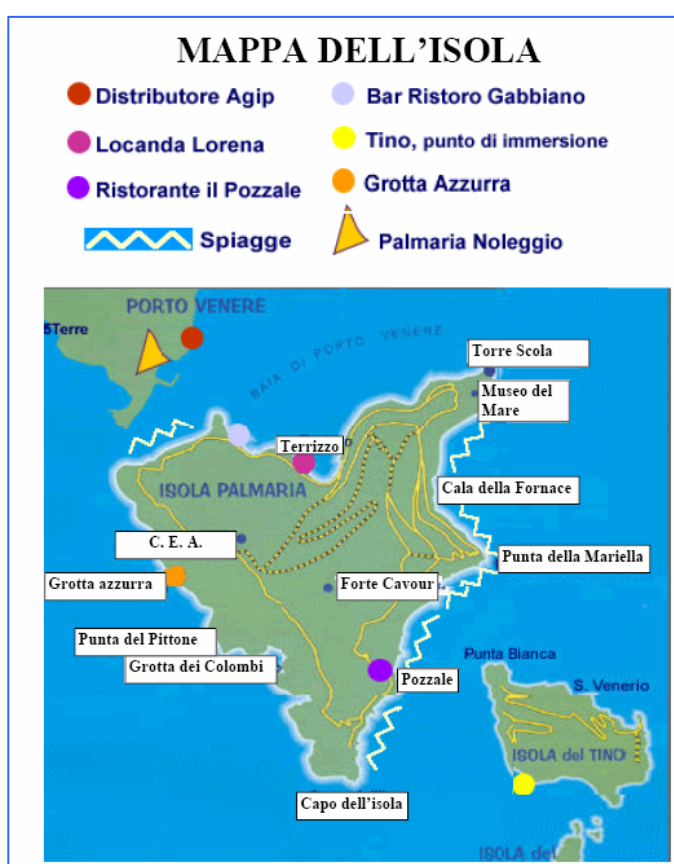 MAPPA DELL’ISOLA
Distributore Agip
Bar Ristoro Gabbiano
Locanda Lorena
Tino, punto di immersione
Ristorante il Pozzale
Grotta Azzurra
Spiagge
Palmaria Noleggio
PORTO VENERE
5Terre
BAIA DI PORTO VENERE
Torre Scola
Museo del
Mare
Terrizzo
ISOLA PALMARIA
Cala della Fornace
C. E. A.
Punta della Mariella
Grotta azzurra
Forte Cavour
Punta del Pittone
Grotta dei Colombi
Pozzale
Punta Bianca
S. Venerio
ISOLA del TINO
Capo dell'isola
ISOLA del